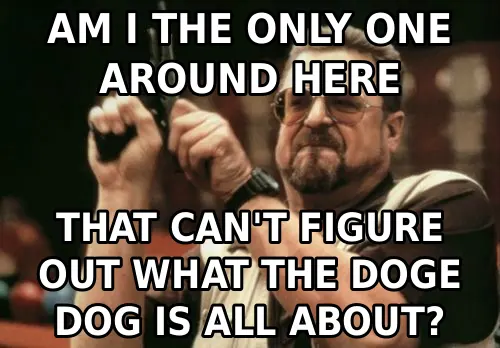 AM I THE ONLY ONE
AROUND HERE
THAT CAN'T FIGURE
OUT WHAT THE DOGE
DOG IS ALL ABOUT?